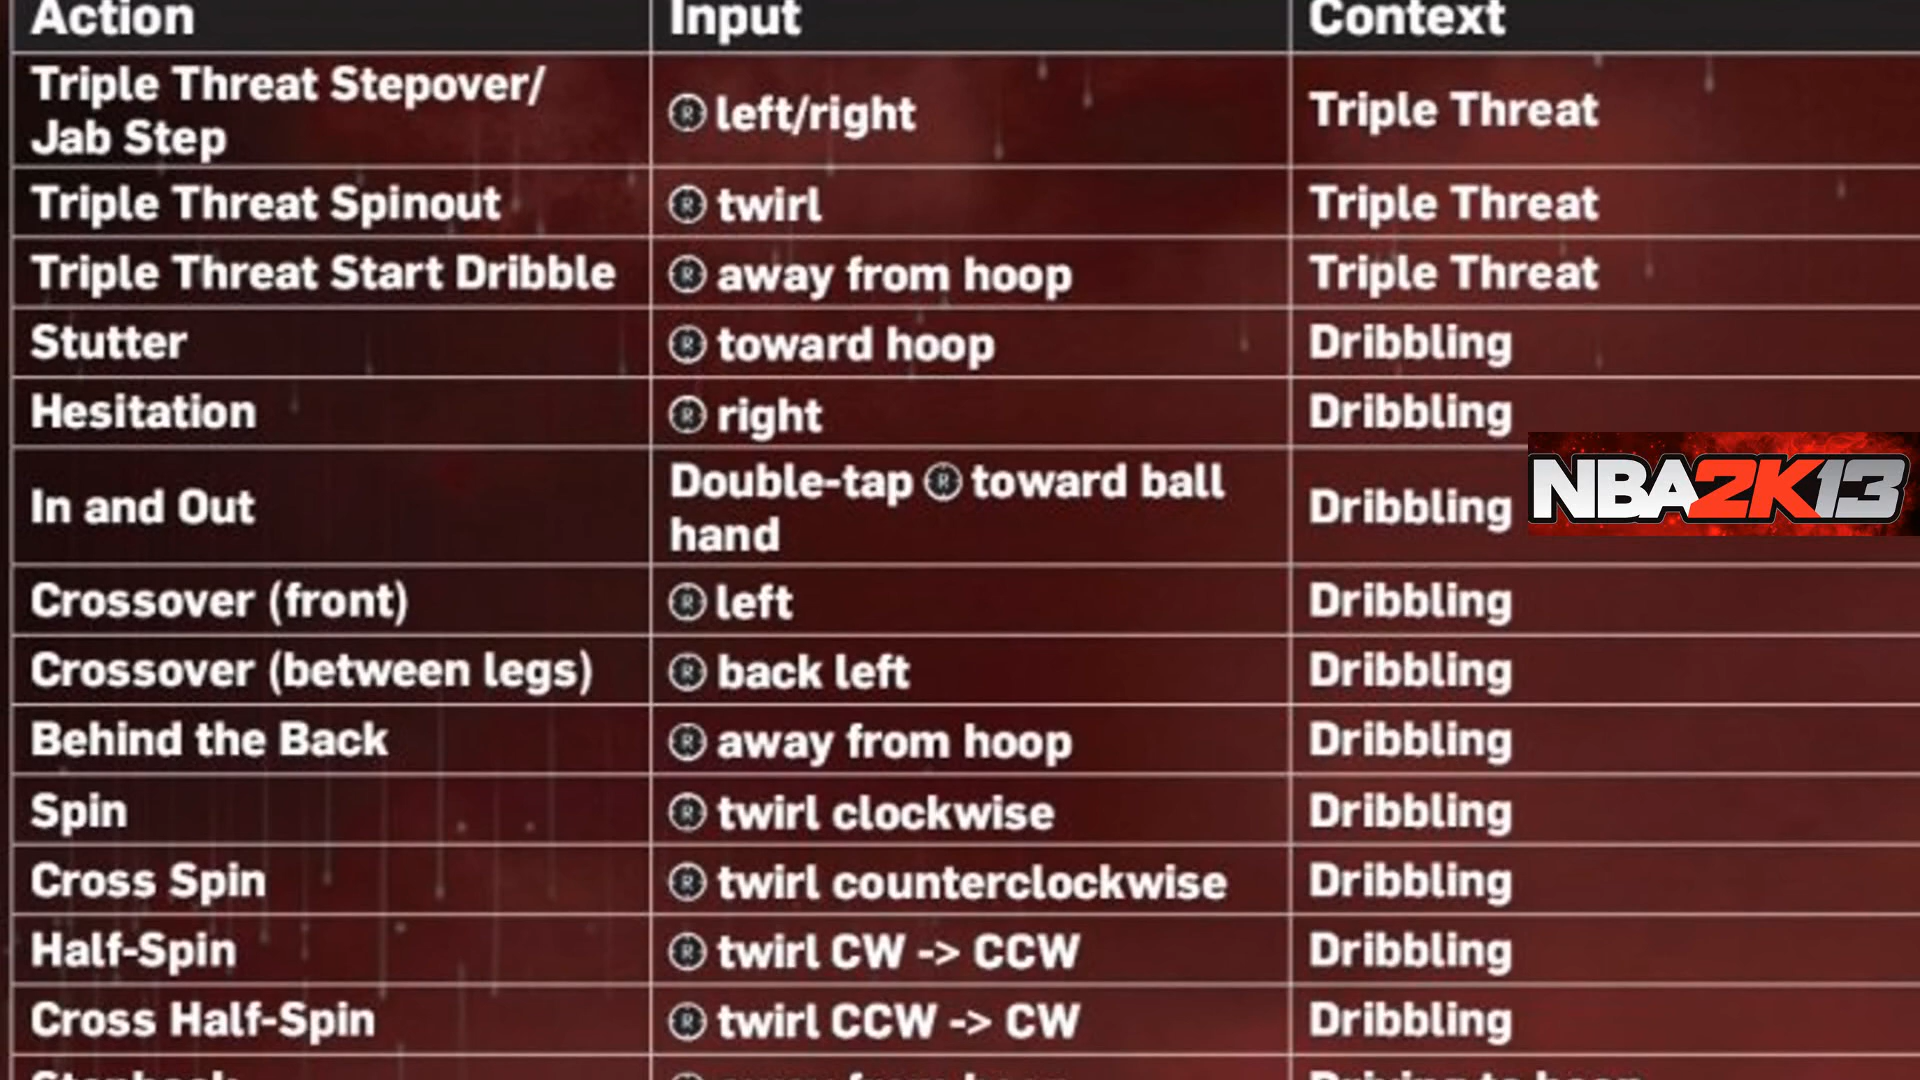 Action Input Context
Triple Threat Stepover/
Jab Step
® left/right
Triple Threat
Triple Threat Spinout ® twirl Triple Threat
Triple Threat Start Dribble ® away from hoop Triple Threat
Stutter ® toward hoop Dribbling
Hesitation ® right Dribbling
In and Out
Double-tap ® toward ball
hand
Dribbling
NBA2K13
Crossover (front) ® left Dribbling
Crossover (between legs) ® back left Dribbling
Behind the Back ® away from hoop Dribbling
Spin ® twirl clockwise Dribbling
Cross Spin ® twirl counterclockwise Dribbling
Half-Spin ® twirl CW -> CCW Dribbling
Cross Half-Spin ® twirl CCW -> CW Dribbling